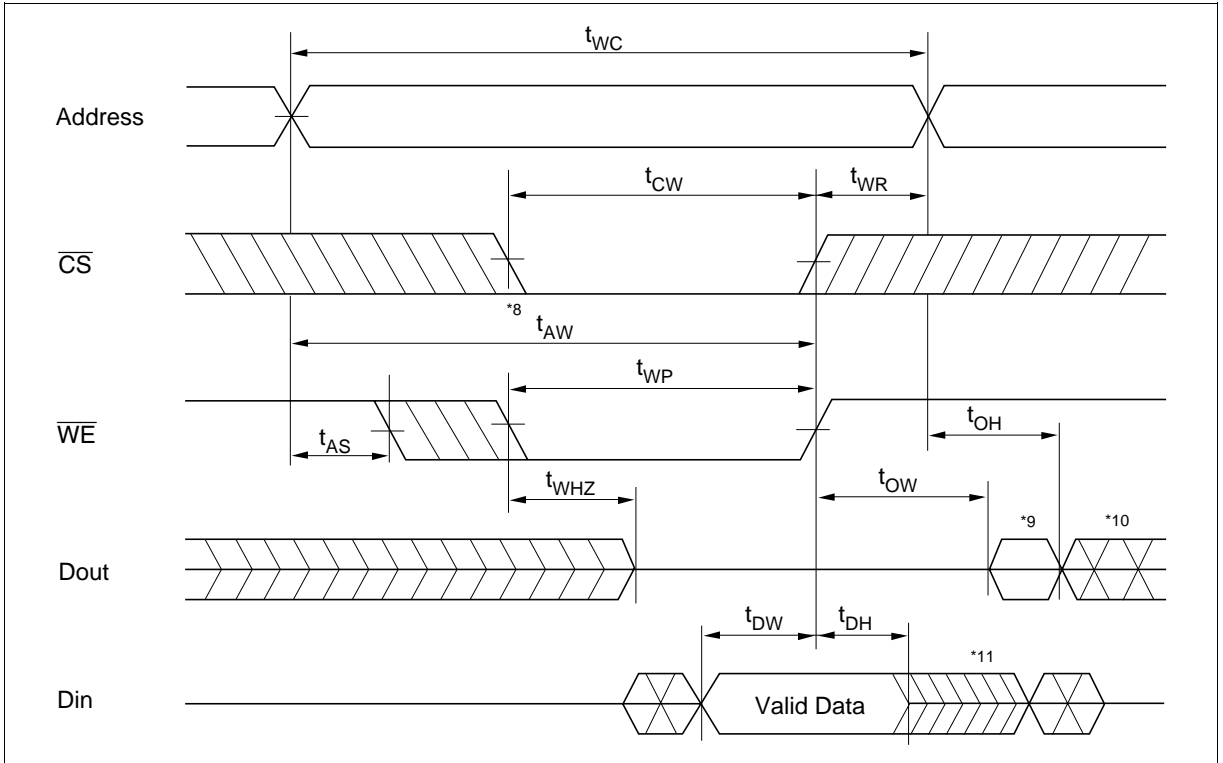 tWC
Address
tCW
tWR
CS
*8
tAW
tWP
WE
tAS
tOH
tWHZ
tOW
*9
*10
Dout
tDW
tDH
*11
Din
Valid Data